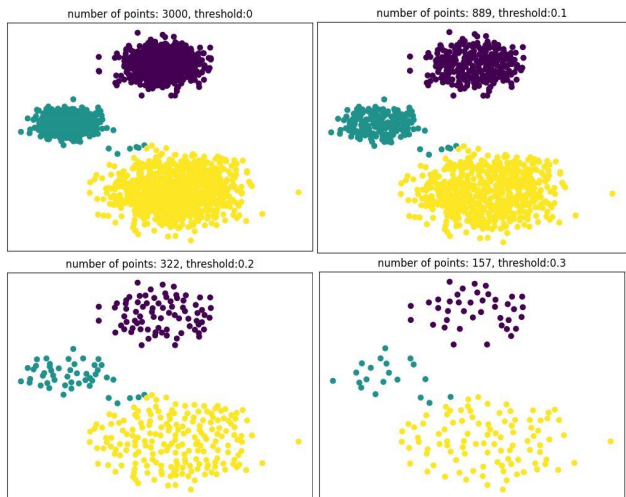 number of points: 3000, threshold:0
number of points: 889, threshold:0.1
number of points: 322, threshold:0.2
number of points: 157, threshold:0.3